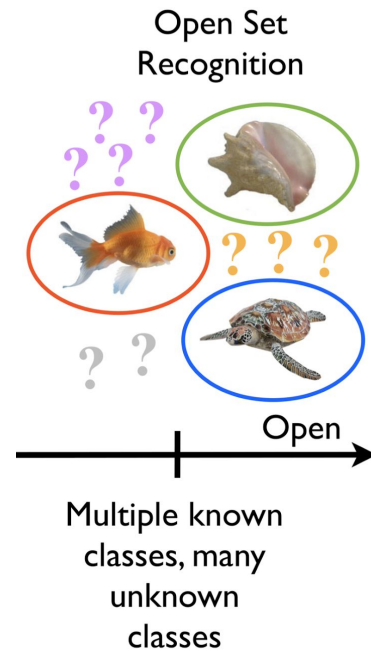 Open Set
Recognition
? ?
? ?
? ? ?
? ?
Open
Multiple known
classes, many
unknown
classes